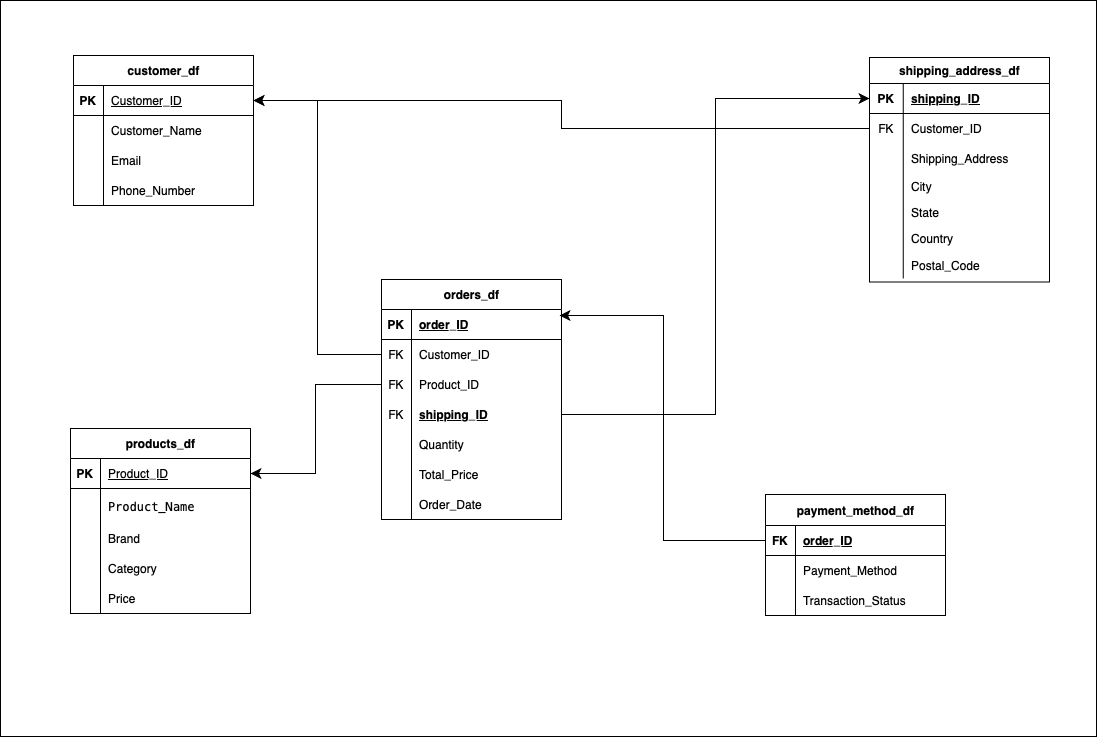 customer_df
PK Customer_ID
Customer_Name
Email
Phone_Number
shipping_address_df
PK shipping_ID
FK Customer_ID
Shipping_Address
City
State
Country
Postal_Code
orders_df
PK order_ID
FK Customer_ID
FK Product_ID
FK shipping_ID
Quantity
Total_Price
Order_Date
products_df
PK Product_ID
Product_Name
Brand
Category
Price
payment_method_df
FK order_ID
Payment_Method
Transaction_Status